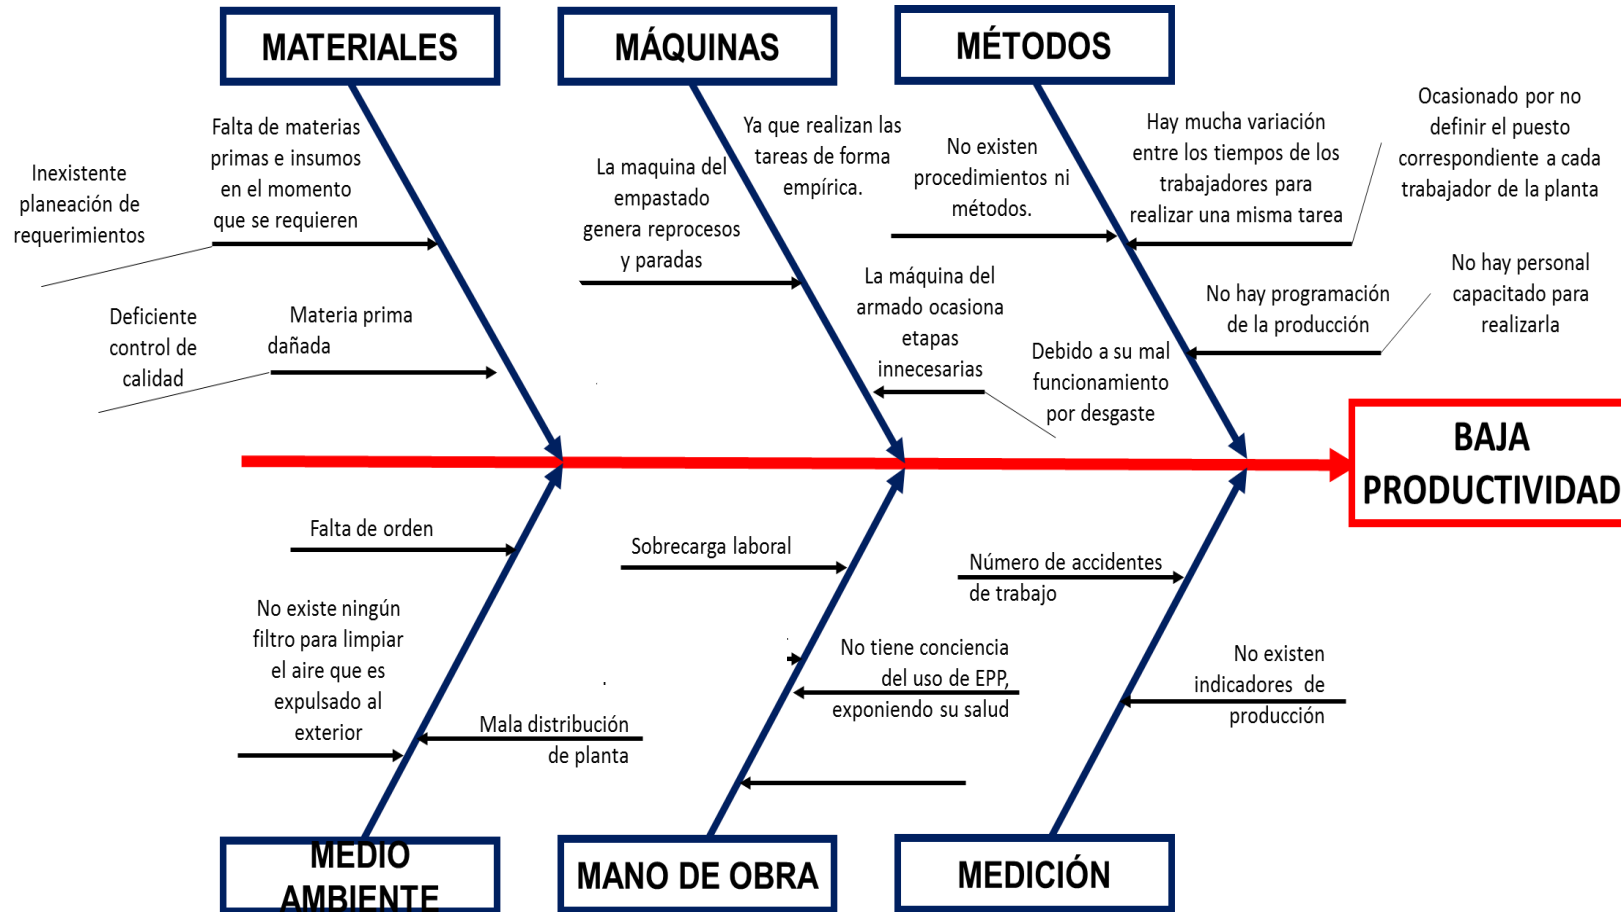 MATERIALES
MÁQUINAS
MÉTODOS
Inexistente
planeación de
requerimientos
Falta de materias
primas e insumos
en el momento
que se requieren
Deficiente
control de
calidad
Materia prima
dañada
La maquina del
empastado
genera reprocesos
y paradas
Ya que realizan las
tareas de forma
empírica.
La máquina del
armado ocasiona
etapas
innecesarias
Debido a su mal
funcionamiento
por desgaste
No existen
procedimientos ni
métodos.
Hay mucha variación
entre los tiempos de los
trabajadores para
realizar una misma tarea
Ocasionado por no
definir el puesto
correspondiente a cada
trabajador de la planta
No hay programación
de la producción
No hay personal
capacitado para
realizarla
BAJA
PRODUCTIVIDAD
Falta de orden
No existe ningún
filtro para limpiar
el aire que es
expulsado al
exterior
Mala distribución
de planta
Sobrecarga laboral
No tiene conciencia
del uso de EPP,
exponiendo su salud
Número de accidentes
de trabajo
No existen
indicadores de
producción
MEDIO
AMBIENTE
MANO DE OBRA
MEDICIÓN